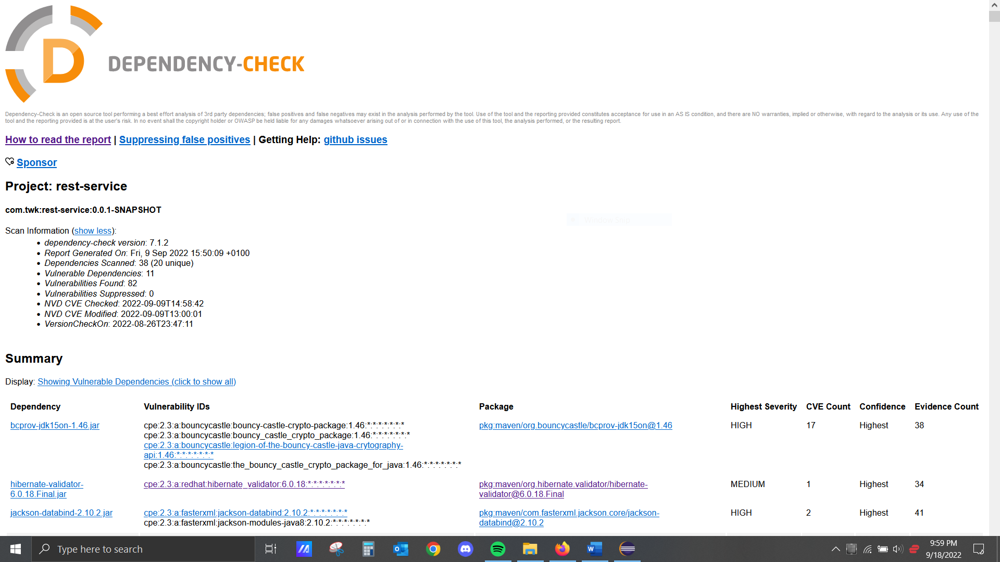 DEPENDENCY-CHECK
Dependency-Check is an open source tool performing a best effort analysis of 3rd party dependencies; false positives and false negatives may exist in the analysis performed by the tool. Use of the tool and the reporting provided constitutes acceptance for use in an AS IS condition, and there are NO warranties, implied or otherwise, with regard to the analysis or its use. Any use of the
tool and the reporting provided is at the user's risk. In no event shall the copyright holder or OWASP be held liable for any damages whatsoever arising out of or in connection with the use of this tool, the analysis performed, or the resulting report.
How to read the report | Suppressing false positives | Getting Help: github issues
Sponsor
Project: rest-service
com.twk:rest-service:0.0.1-SNAPSHOT
Window Snip
Scan Information (show less):
• dependency-check version: 7.1.2
• Report Generated On: Fri, 9 Sep 2022 15:50:09 +0100
• Dependencies Scanned: 38 (20 unique)
• Vulnerable Dependencies: 11
• Vulnerabilities Found: 82
• Vulnerabilities Suppressed: 0
• NVD CVE Checked: 2022-09-09T14:58:42
• NVD CVE Modified: 2022-09-09T13:00:01
• VersionCheckOn: 2022-08-26T23:47:11
Summary
Display: Showing Vulnerable Dependencies (click to show all)
Dependency Vulnerability IDs Package Highest Severity CVE Count Confidence Evidence Count
bcprov-jdk15on-1.46.jar cpe:2.3:a:bouncycastle:bouncy-castle-crypto-package:1.46:*:*:*:*:*:*:* pkg:maven/org.bouncycastle/bcprov-jdk15on@1.46 HIGH 17 Highest 38
cpe:2.3:a:bouncycastle:bouncy_castle_crypto_package:1.46:*:*:*:*:*:*:*
cpe:2.3:a:bouncycastle:legion-of-the-bouncy-castle-java-crytography-
api:1.46:*:*:*:*:*:*:*
cpe:2.3:a:bouncycastle:the_bouncy_castle_crypto_package_for_java:1.46:*:*:*:*:*:*:*
hibernate-validator- cpe:2.3:a:redhat:hibernate_validator:6.0.18:*:*:*:*:*:*:* pkg:maven/org.hibernate.validator/hibernate- MEDIUM 1 Highest 34
6.0.18.Final.jar validator@6.0.18.Final
jackson-databind-2.10.2.jar cpe:2.3:a:fasterxml:jackson-databind:2.10.2:*:*:*:*:*:*:* pkg:maven/com.fasterxml.jackson.core/jackson- HIGH 2 Highest 41
cpe:2.3:a:fasterxml:jackson-modules-java8:2.10.2:*:*:*:*:*:*:* databind@2.10.2
Type here to search
9:59 PM
9/18/2022